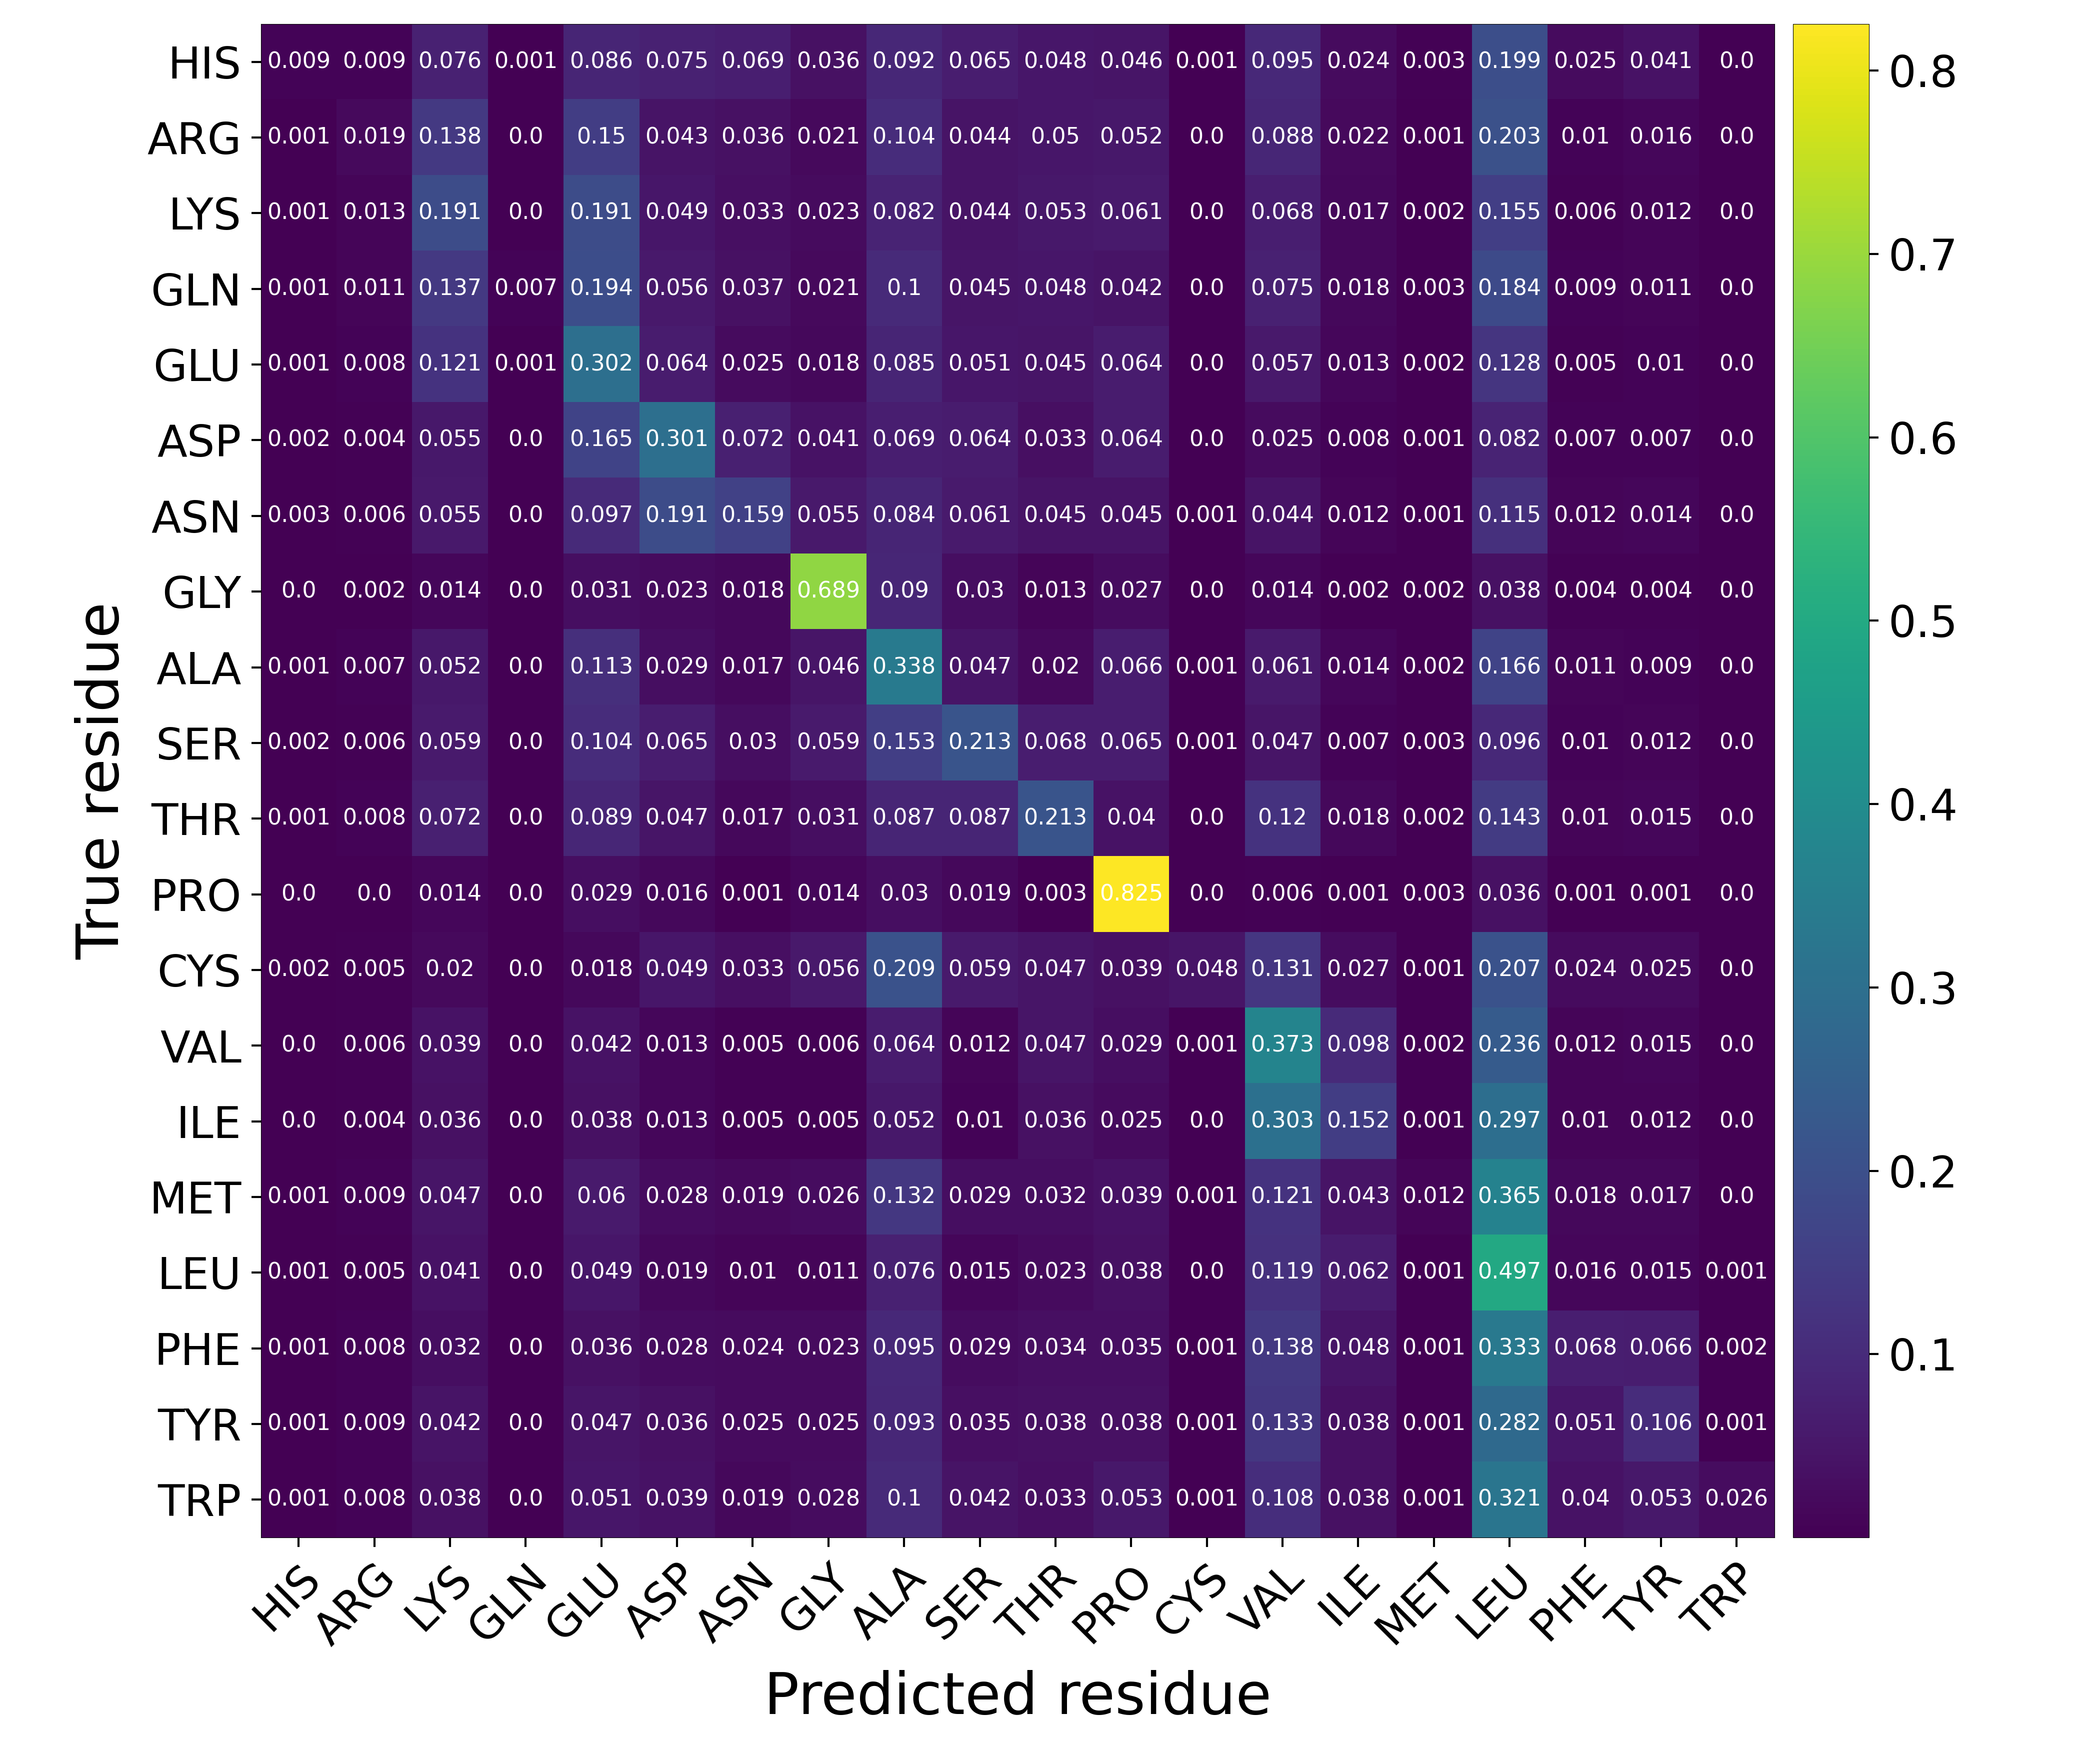 HIS 0.009 0.009 0.076 0.001 0.086 0.075 0.069 0.036 0.092 0.065 0.048 0.046 0.001 0.095 0.024 0.003 0.199 0.025 0.041 0.0
ARG 0.001 0.019 0.138 0.0 0.15 0.043 0.036 0.021 0.104 0.044 0.05 0.052 0.0 0.088 0.022 0.001 0.203 0.01 0.016 0.0
LYS 0.001 0.013 0.191 0.0 0.191 0.049 0.033 0.023 0.082 0.044 0.053 0.061 0.0 0.068 0.017 0.002 0.155 0.006 0.012 0.0
GLN 0.001 0.011 0.137 0.007 0.194 0.056 0.037 0.021 0.1 0.045 0.048 0.042 0.0 0.075 0.018 0.003 0.184 0.009 0.011 0.0
GLU 0.001 0.008 0.121 0.001 0.302 0.064 0.025 0.018 0.085 0.051 0.045 0.064 0.0 0.057 0.013 0.002 0.128 0.005 0.01 0.0
ASP 0.002 0.004 0.055 0.0 0.165 0.301 0.072 0.041 0.069 0.064 0.033 0.064 0.0 0.025 0.008 0.001 0.082 0.007 0.007 0.0
ASN 0.003 0.006 0.055 0.0 0.097 0.191 0.159 0.055 0.084 0.061 0.045 0.045 0.001 0.044 0.012 0.001 0.115 0.012 0.014 0.0
GLY 0.0 0.002 0.014 0.0 0.031 0.023 0.018 0.689 0.09 0.03 0.013 0.027 0.0 0.014 0.002 0.002 0.038 0.004 0.004 0.0
ALA 0.001 0.007 0.052 0.0 0.113 0.029 0.017 0.046 0.338 0.047 0.02 0.066 0.001 0.061 0.014 0.002 0.166 0.011 0.009 0.0
SER 0.002 0.006 0.059 0.0 0.104 0.065 0.03 0.059 0.153 0.213 0.068 0.065 0.001 0.047 0.007 0.003 0.096 0.01 0.012 0.0
THR 0.001 0.008 0.072 0.0 0.089 0.047 0.017 0.031 0.087 0.087 0.213 0.04 0.0 0.12 0.018 0.002 0.143 0.01 0.015 0.0
PRO 0.0 0.0 0.014 0.0 0.029 0.016 0.001 0.014 0.03 0.019 0.003 0.825 0.0 0.006 0.001 0.003 0.036 0.001 0.001 0.0
CYS 0.002 0.005 0.02 0.0 0.018 0.049 0.033 0.056 0.209 0.059 0.047 0.039 0.048 0.131 0.027 0.001 0.207 0.024 0.025 0.0
VAL 0.0 0.006 0.039 0.0 0.042 0.013 0.005 0.006 0.064 0.012 0.047 0.029 0.001 0.373 0.098 0.002 0.236 0.012 0.015 0.0
ILE 0.0 0.004 0.036 0.0 0.038 0.013 0.005 0.005 0.052 0.01 0.036 0.025 0.0 0.303 0.152 0.001 0.297 0.01 0.012 0.0
MET 0.001 0.009 0.047 0.0 0.06 0.028 0.019 0.026 0.132 0.029 0.032 0.039 0.001 0.121 0.043 0.012 0.365 0.018 0.017 0.0
LEU 0.001 0.005 0.041 0.0 0.049 0.019 0.01 0.011 0.076 0.015 0.023 0.038 0.0 0.119 0.062 0.001 0.497 0.016 0.015 0.001
PHE 0.001 0.008 0.032 0.0 0.036 0.028 0.024 0.023 0.095 0.029 0.034 0.035 0.001 0.138 0.048 0.001 0.333 0.068 0.066 0.002
TYR 0.001 0.009 0.042 0.0 0.047 0.036 0.025 0.025 0.093 0.035 0.038 0.038 0.001 0.133 0.038 0.001 0.282 0.051 0.106 0.001
TRP 0.001 0.008 0.038 0.0 0.051 0.039 0.019 0.028 0.1 0.042 0.033 0.053 0.001 0.108 0.038 0.001 0.321 0.04 0.053 0.026
HIS ARG LYS GLN GLU ASP ASN GLY ALA SER THR PRO CYS VAL ILE MET LEU PHE TYR TRP
Predicted residue
True residue
0.8
0.7
0.6
0.5
0.4
0.3
0.2
0.1